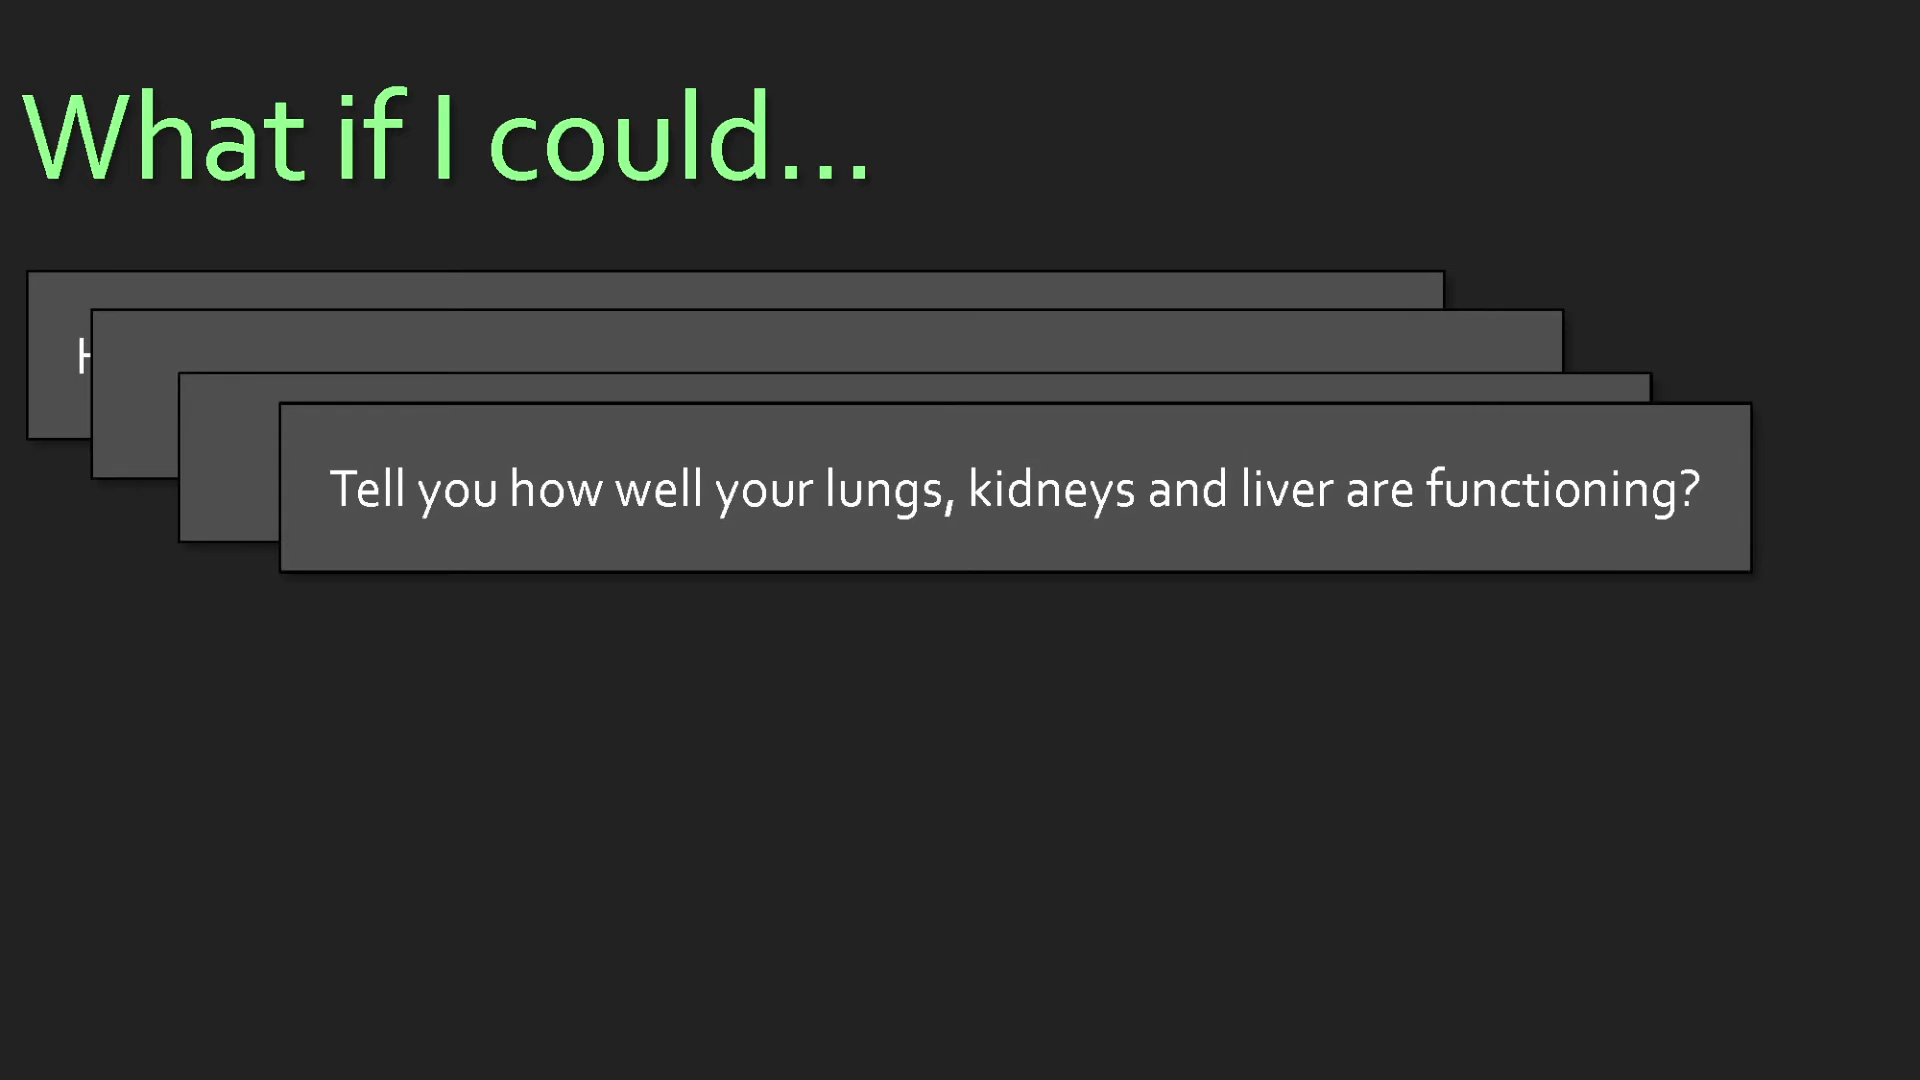 What if I could...
Tell you how well your lungs, kidneys and liver are functioning?